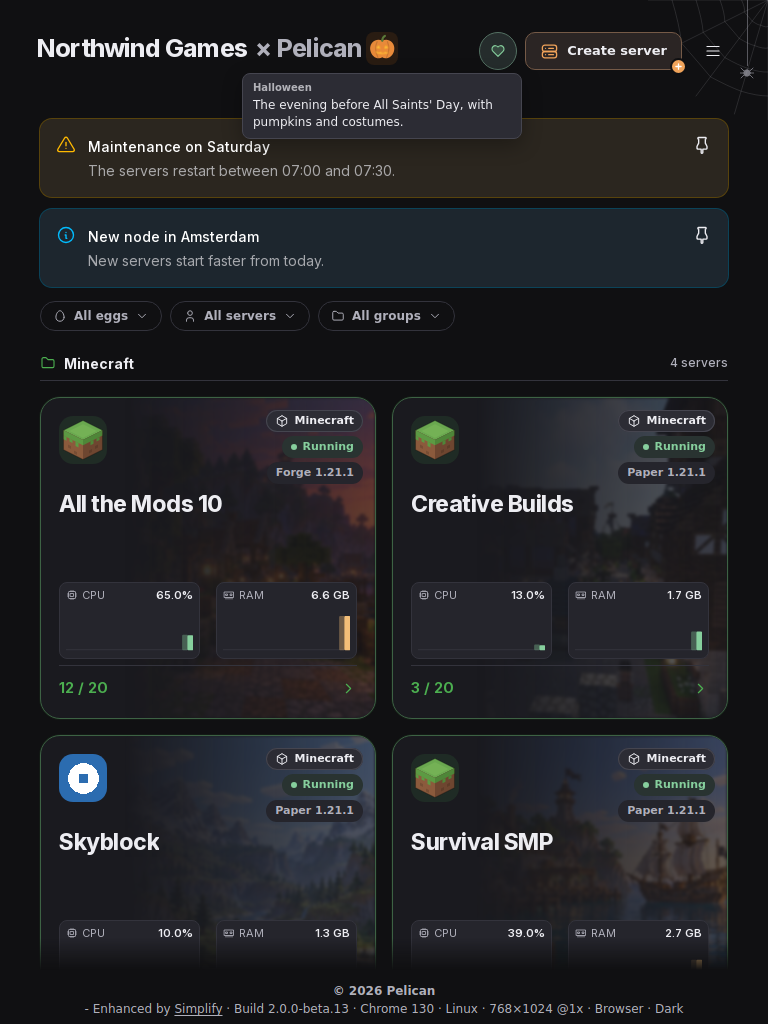 Northwind Games × Pelican
Create server
Halloween
The evening before All Saints' Day, with
pumpkins and costumes.
Maintenance on Saturday
The servers restart between 07:00 and 07:30.
New node in Amsterdam
New servers start faster from today.
All eggs
All servers
All groups
Minecraft
4 servers
Minecraft
Running
Forge 1.21.1
All the Mods 10
CPU 65.0%
RAM 6.6 GB
12 / 20
Minecraft
Running
Paper 1.21.1
Creative Builds
CPU 13.0%
RAM 1.7 GB
3 / 20
Minecraft
Running
Paper 1.21.1
Skyblock
CPU 10.0%
RAM 1.3 GB
Minecraft
Running
Paper 1.21.1
Survival SMP
CPU 39.0%
RAM 2.7 GB
© 2026 Pelican
- Enhanced by Simplify · Build 2.0.0-beta.13 · Chrome 130 · Linux · 768×1024 @1x · Browser · Dark